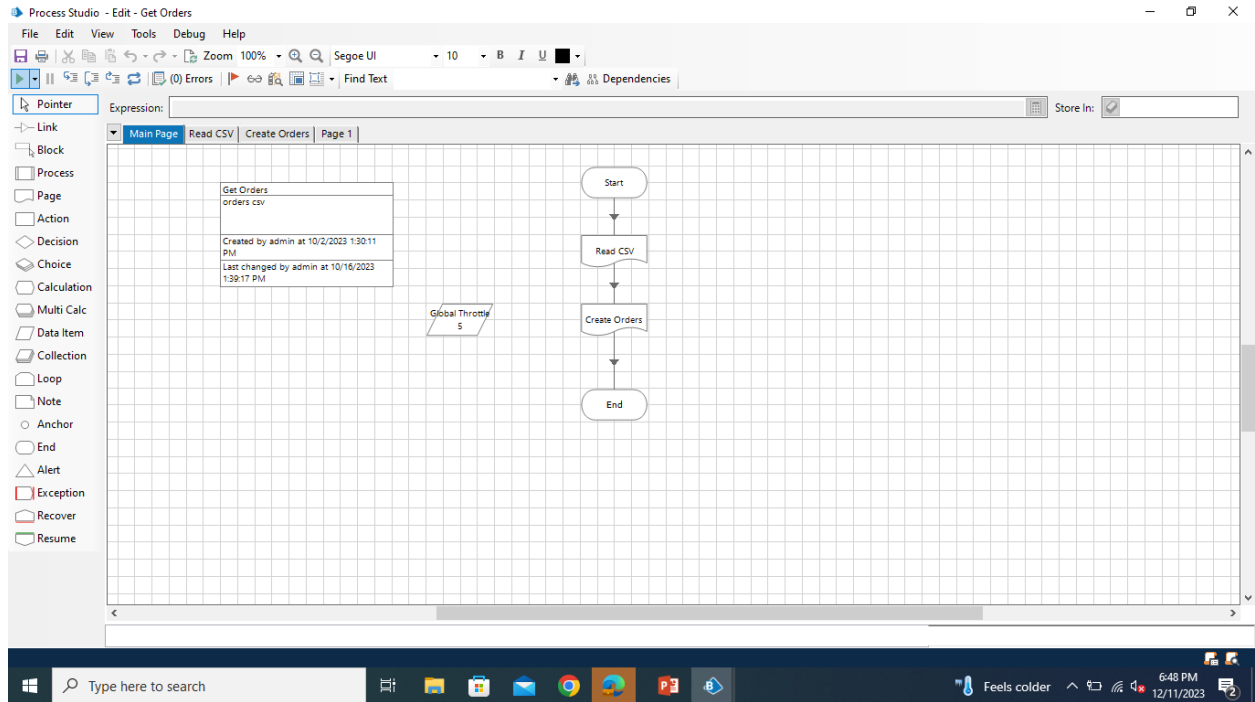 Process Studio - Edit - Get Orders
File Edit View Tools Debug Help
Zoom 100% Segoe UI 10 B I U
(0) Errors Find Text Dependencies
Pointer
Expression:
Store In:
Link
Main Page Read CSV Create Orders Page 1
Block
Process
Page
Action
Decision
Choice
Calculation
Multi Calc
Data Item
Collection
Loop
Note
Anchor
End
Alert
Exception
Recover
Resume
Get Orders
orders csv
Created by admin at 10/2/2023 1:30:11
PM
Last changed by admin at 10/16/2023
1:39:17 PM
Global Throttle
5
Start
Read CSV
Create Orders
End
Type here to search
Feels colder
6:48 PM
12/11/2023
2